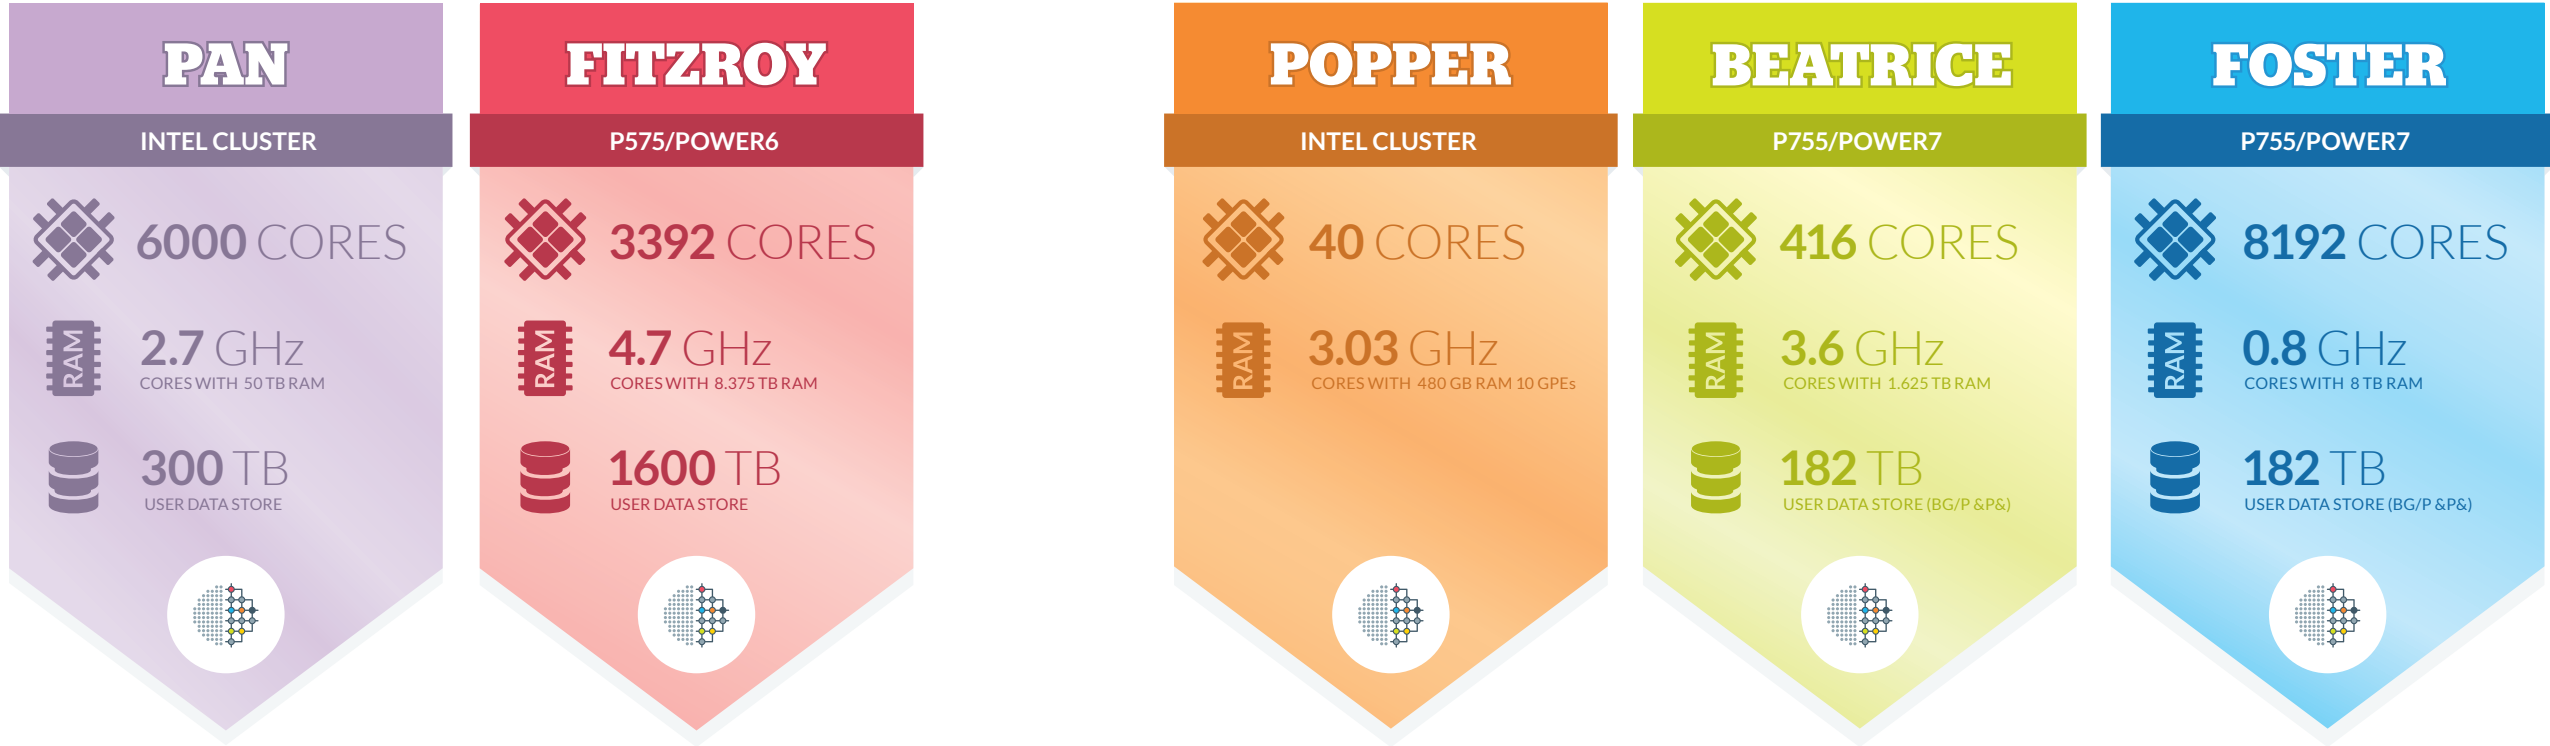 PAN
INTEL CLUSTER
6000 CORES
RAM
2.7 GHz
CORES WITH 50 TB RAM
300 TB
USER DATA STORE
FITZROY
P575/POWER6
3392 CORES
RAM
4.7 GHz
CORES WITH 8.375 TB RAM
1600 TB
USER DATA STORE
POPPER
INTEL CLUSTER
40 CORES
RAM
3.03 GHz
CORES WITH 480 GB RAM 10 GPEs
BEATRICE
P755/POWER7
416 CORES
RAM
3.6 GHz
CORES WITH 1.625 TB RAM
182 TB
USER DATA STORE (BG/P &P&)
FOSTER
P755/POWER7
8192 CORES
RAM
0.8 GHz
CORES WITH 8 TB RAM
182 TB
USER DATA STORE (BG/P &P&)